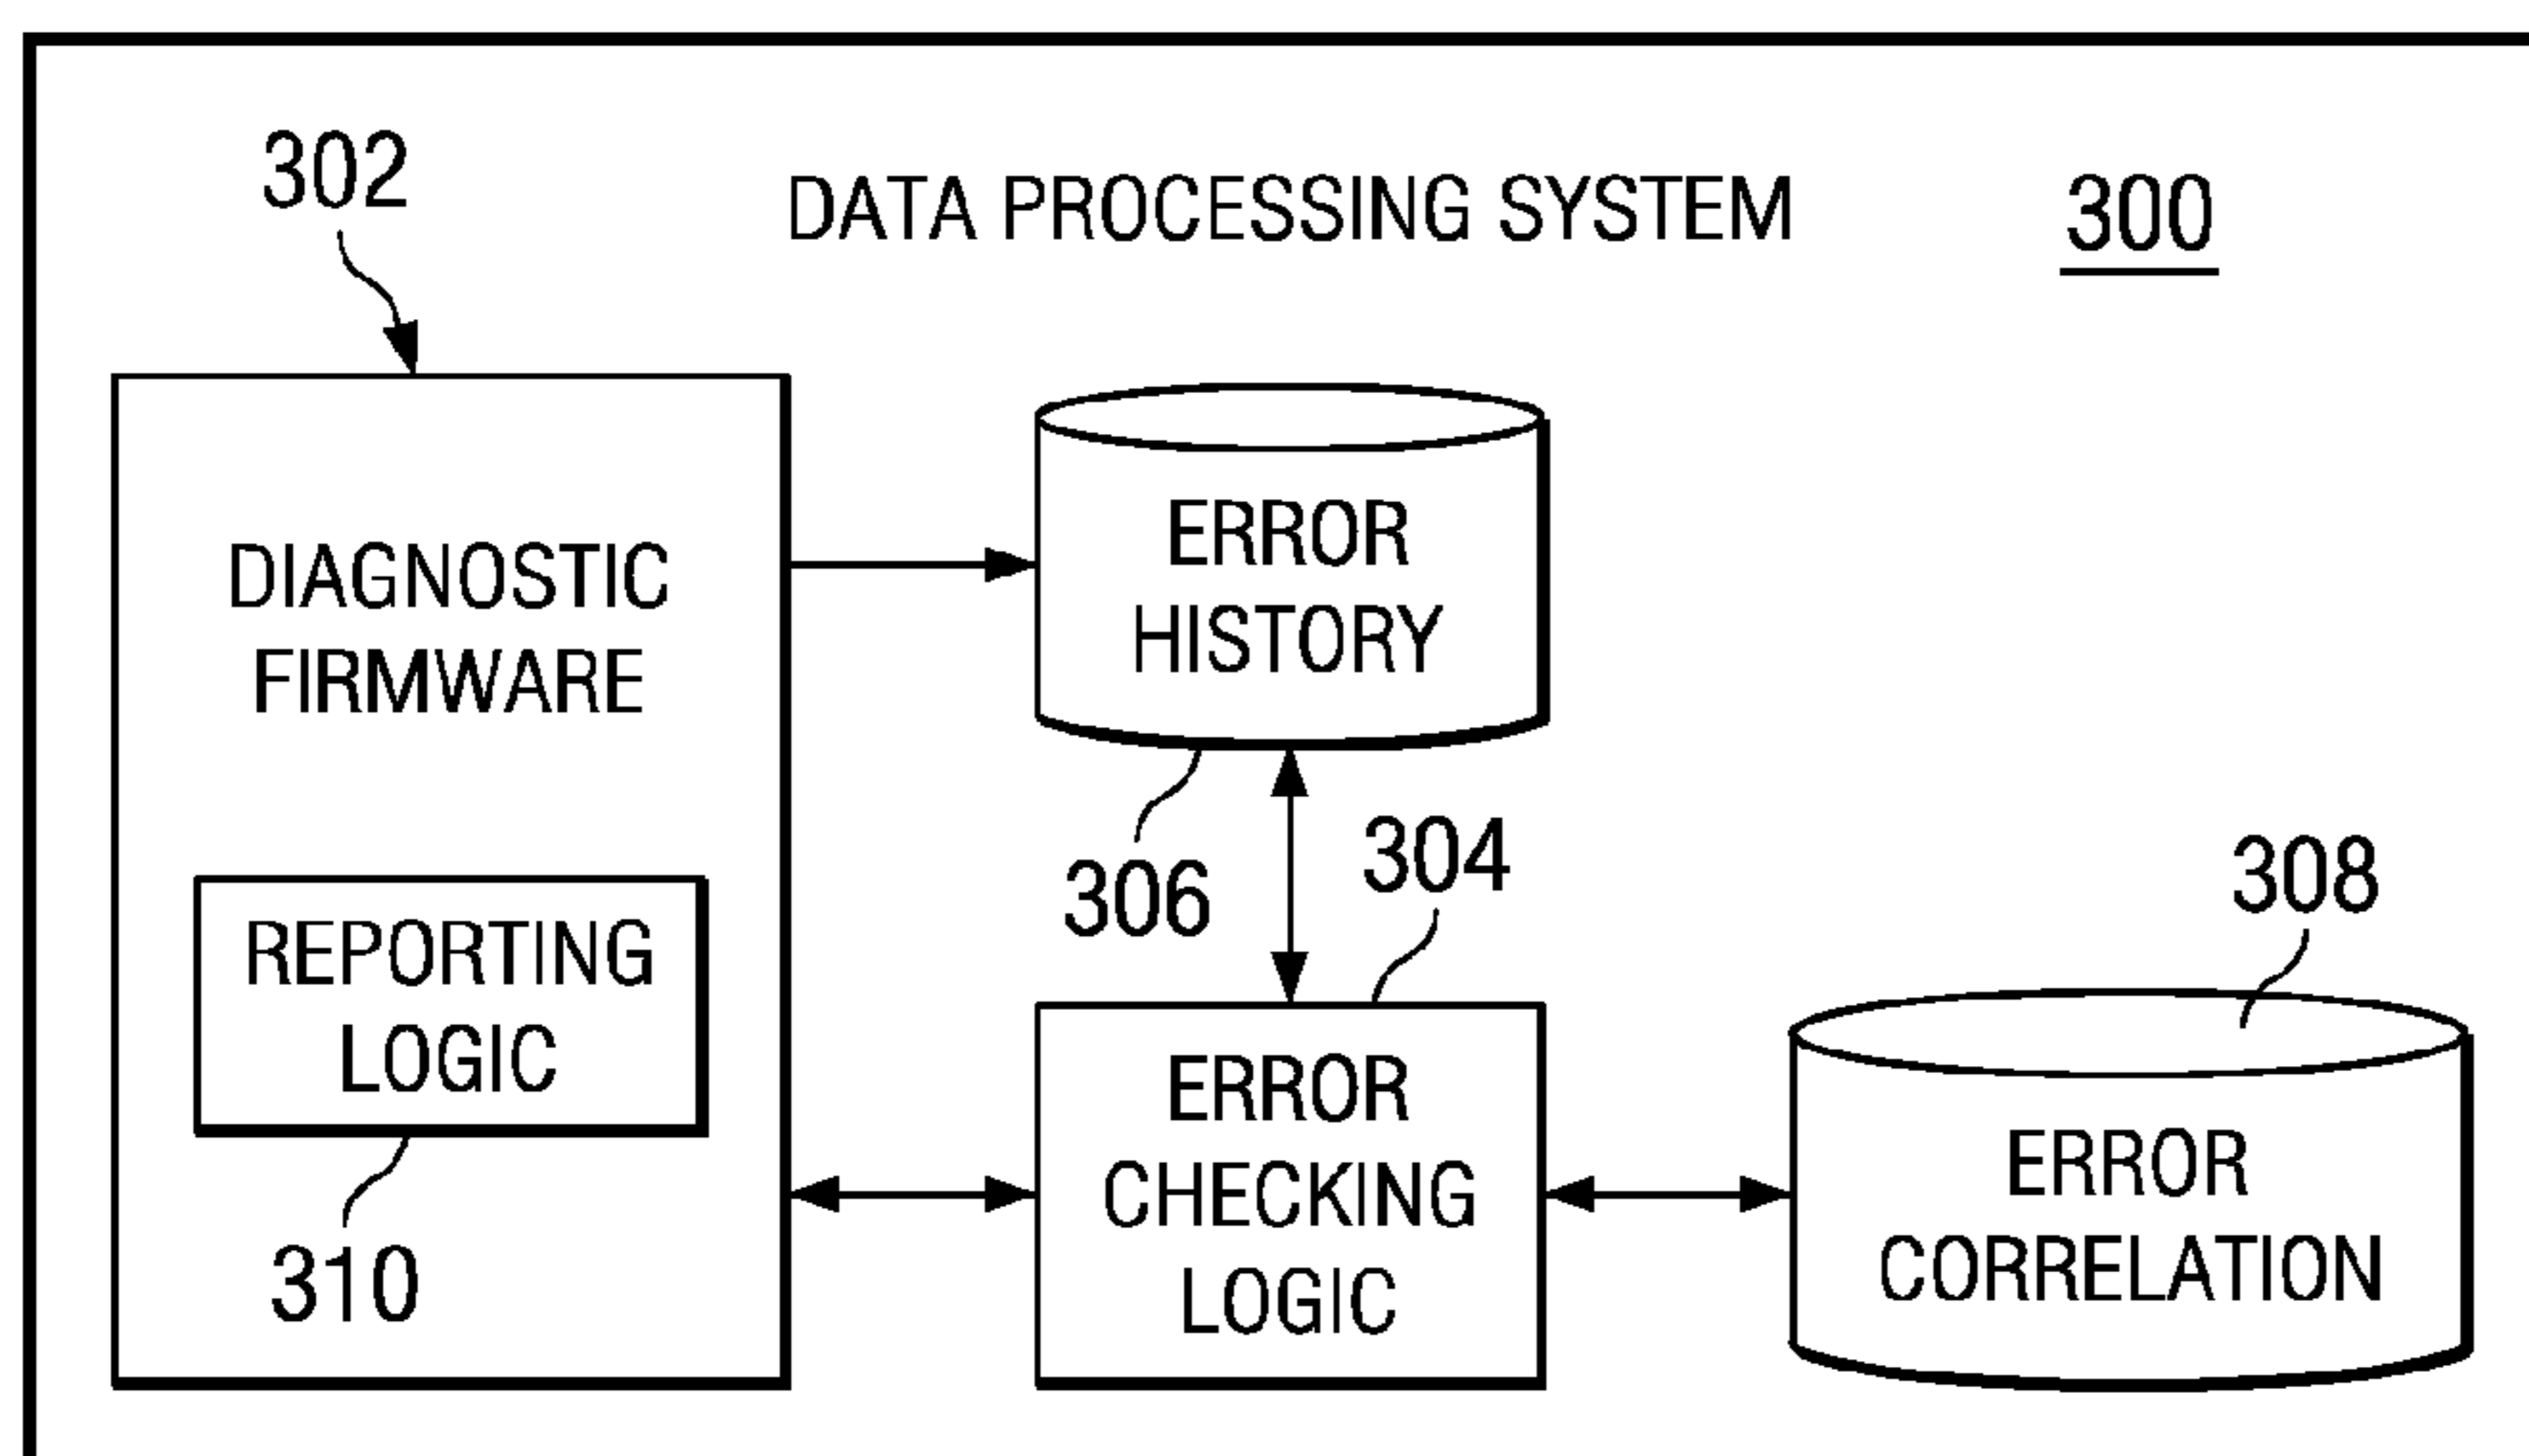 302
DATA PROCESSING SYSTEM
300
DIAGNOSTIC
FIRMWARE
ERROR
HISTORY
306
304
308
REPORTING
LOGIC
310
ERROR
CHECKING
LOGIC
ERROR
CORRELATION